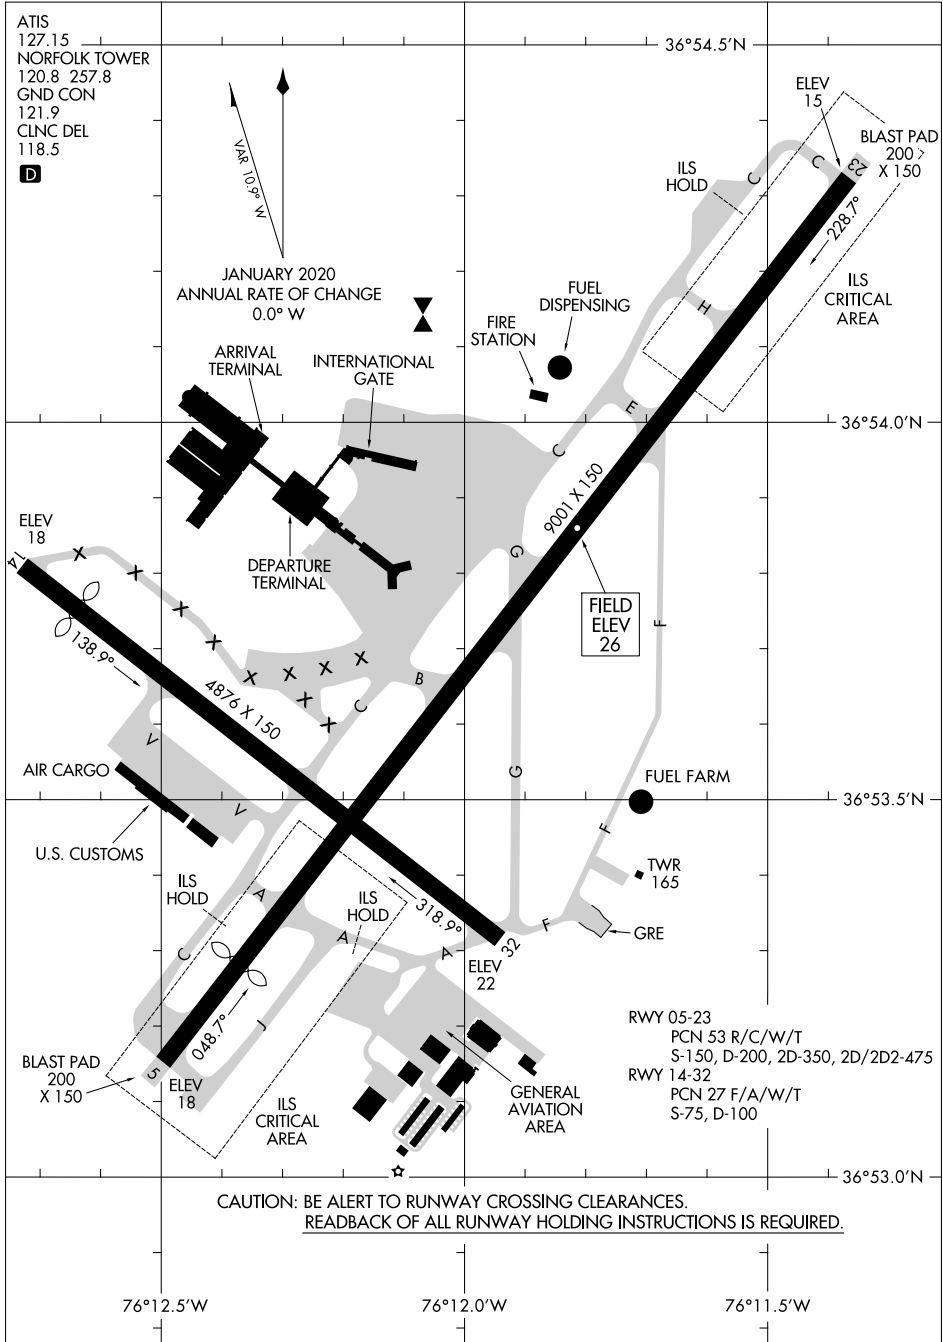 ATIS
127.15
NORFOLK TOWER
120.8 257.8
GND CON
121.9
CLNC DEL
118.5
D
VAR 10.9° W
JANUARY 2020
ANNUAL RATE OF CHANGE
0.0° W
36°54.5'N
ELEV
15
BLAST PAD
200
X 150
23
C
C
ILS
HOLD
228.7°
ILS
CRITICAL
AREA
H
FUEL
DISPENSING
FIRE
STATION
ARRIVAL
TERMINAL
INTERNATIONAL
GATE
E
36°54.0'N
C
9001 X 150
ELEV
18
14
X
X
X
X
X
X
X
X
X
X
DEPARTURE
TERMINAL
G
FIELD
ELEV
26
F
138.9°
4876 X 150
B
C
V
V
AIR CARGO
U.S. CUSTOMS
G
FUEL FARM
36°53.5'N
F
TWR
165
ILS
HOLD
A
ILS
HOLD
318.9°
A
A
F
GRE
32
ELEV
22
C
J
048.7°
BLAST PAD
200
X 150
5
ELEV
18
ILS
CRITICAL
AREA
GENERAL
AVIATION
AREA
RWY 05-23
PCN 53 R/C/W/T
S-150, D-200, 2D-350, 2D/2D2-475
RWY 14-32
PCN 27 F/A/W/T
S-75, D-100
36°53.0'N
CAUTION: BE ALERT TO RUNWAY CROSSING CLEARANCES.
READBACK OF ALL RUNWAY HOLDING INSTRUCTIONS IS REQUIRED.
76°12.5'W
76°12.0'W
76°11.5'W